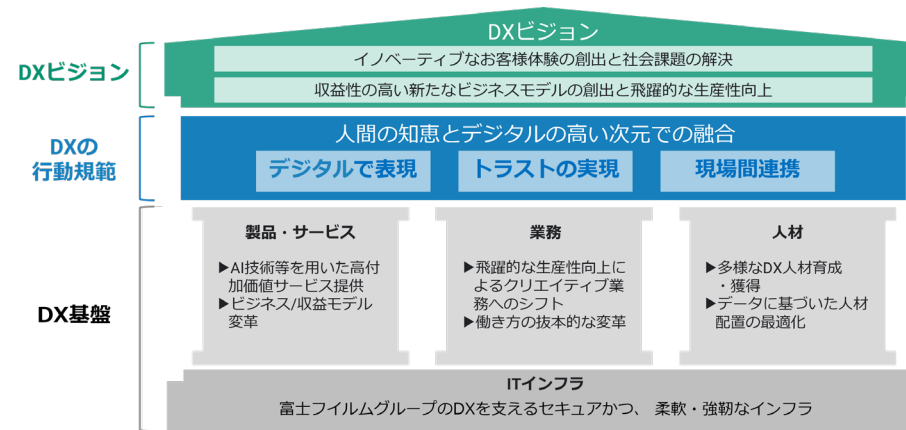 DXビジョン
DXビジョン
イノベーティブなお客様体験の創出と社会課題の解決
収益性の高い新たなビジネスモデルの創出と飛躍的な生産性向上
DXの
行動規範
人間の知恵とデジタルの高い次元での融合
デジタルで表現
トラストの実現
現場間連携
DX基盤
製品・サービス
▶AI技術等を用いた高付
加価値サービス提供
▶ビジネス/収益モデル
変革
業務
▶飛躍的な生産性向上に
よるクリエイティブ業
務へのシフト
▶働き方の抜本的な変革
人材
▶多様なDX人材育成
・獲得
▶データに基づいた人材
配置の最適化
ITインフラ
富士フイルムグループのDXを支えるセキュアかつ、 柔軟・強靭なインフラ